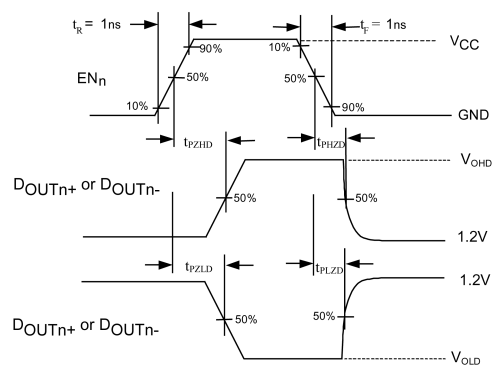 tR = 1ns
tF = 1ns
90%
10%
VCC
ENn
50%
50%
10%
90%
GND
tPZHD
tPHZD
VOHD
DOUTn+ or DOUTn-
50%
50%
1.2V
tPZLD
tPLZD
1.2V
DOUTn+ or DOUTn-
50%
50%
VOLD